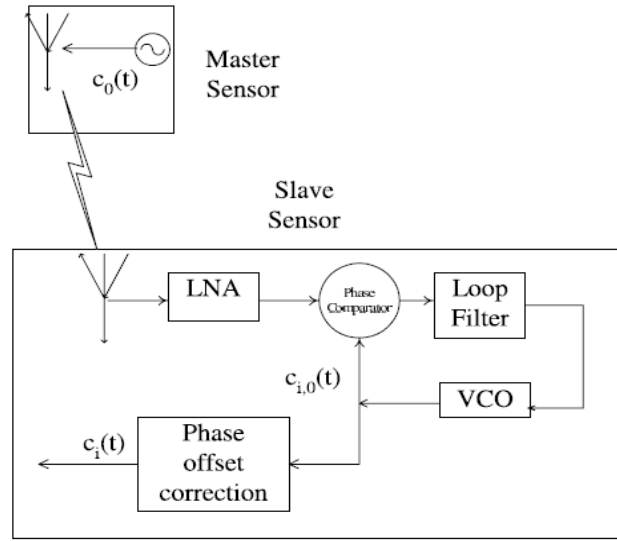 c₀(t)
Master
Sensor
Slave
Sensor
LNA
Phase
Comparator
Loop
Filter
cᵢ,₀(t)
VCO
cᵢ(t)
Phase
offset
correction